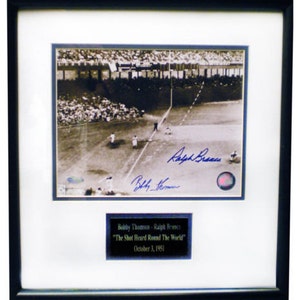 Ralph Branca
Bobby Thomson
Bobby Thomson - Ralph Branca
"The Shot Heard Round The World"
October 3, 1951